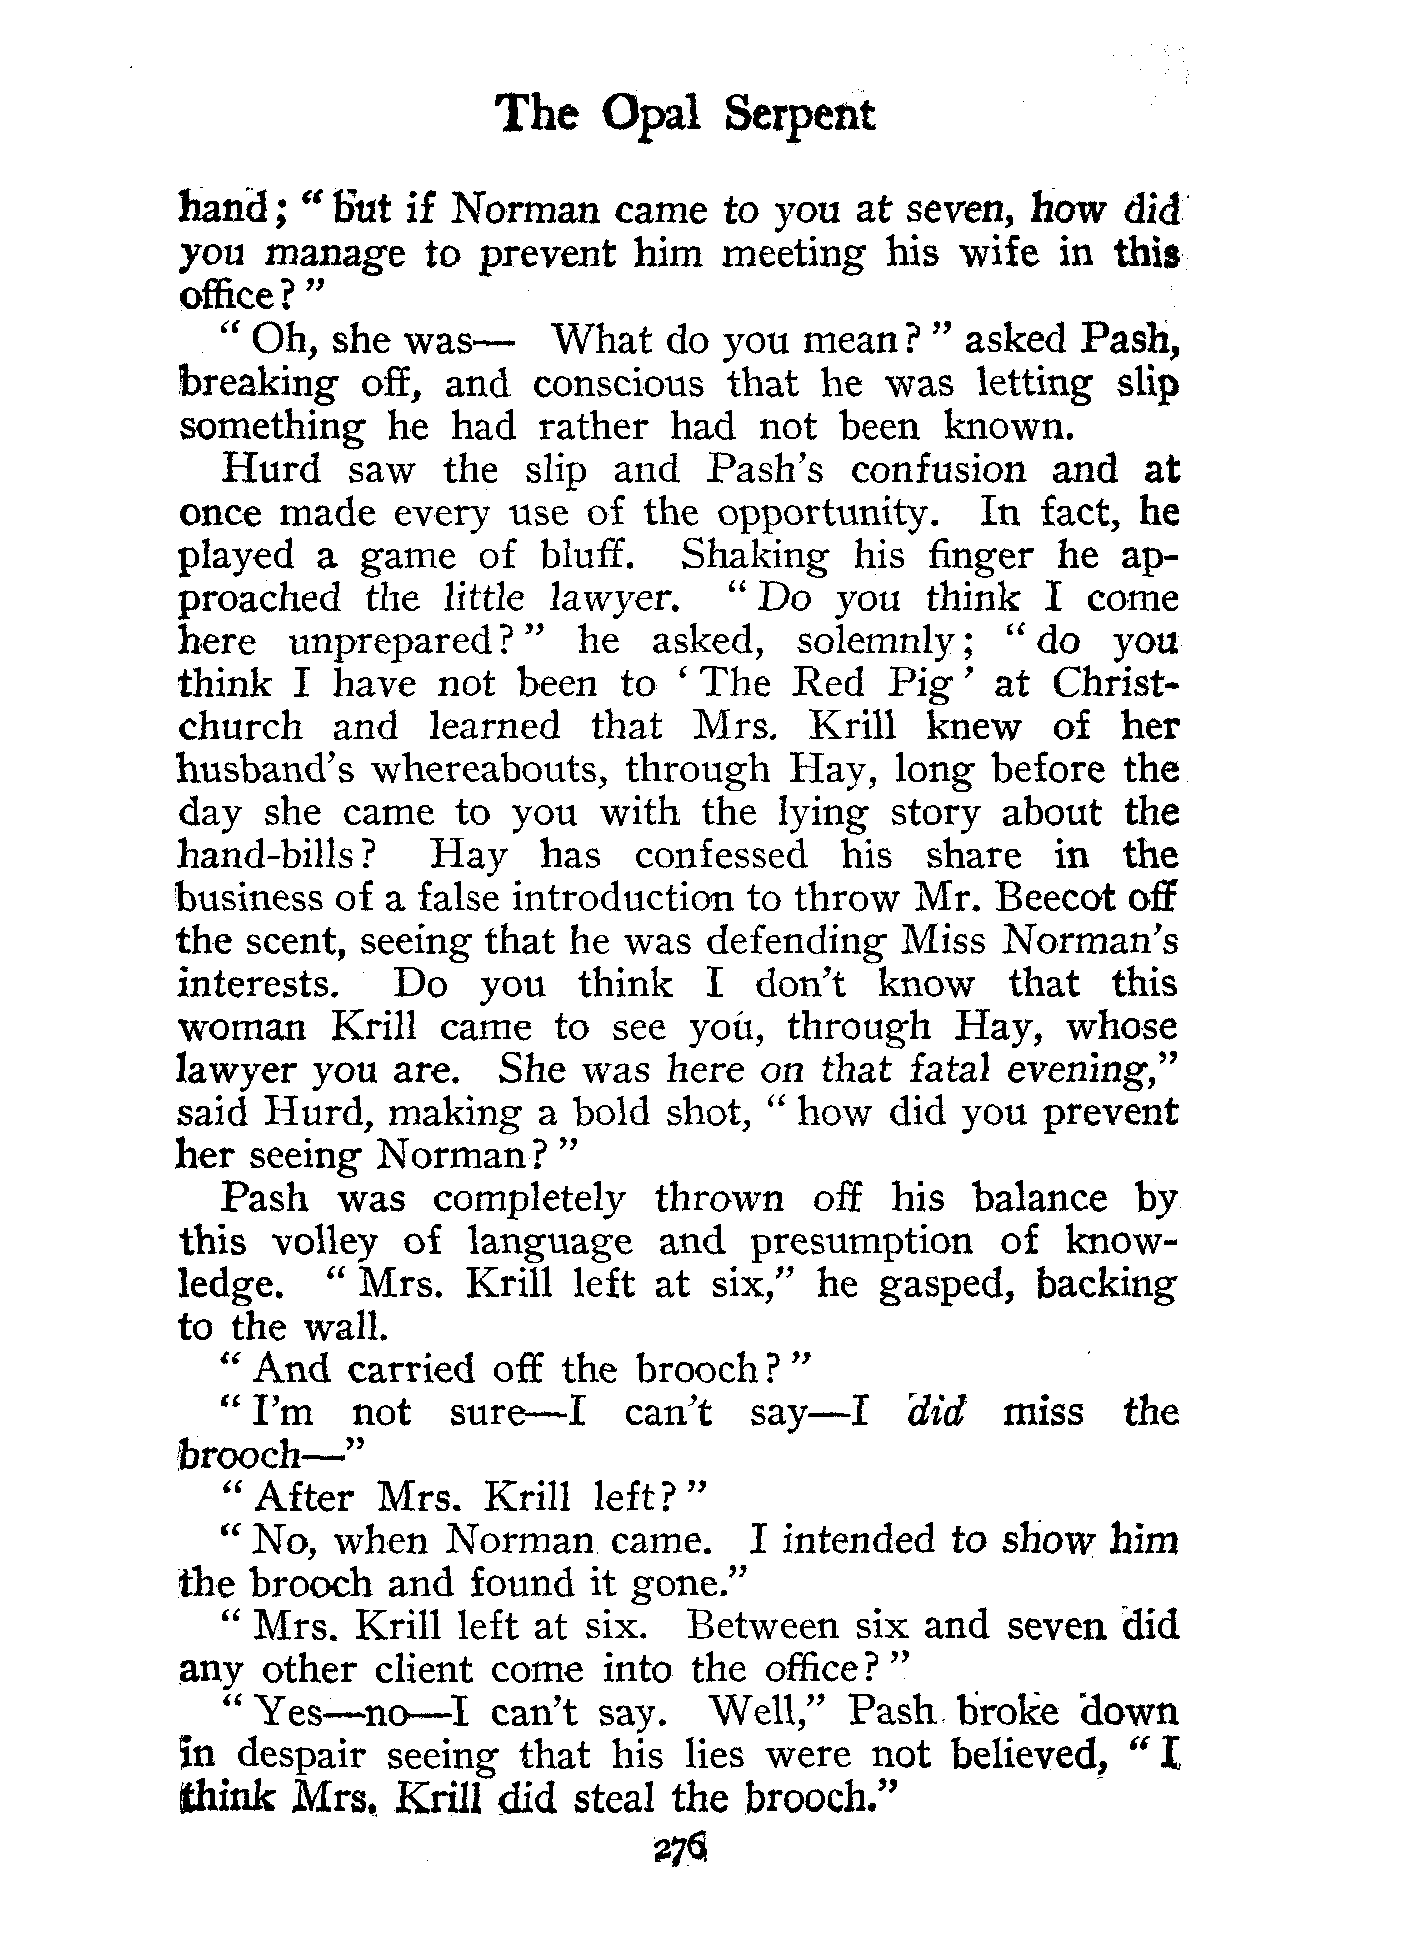 The Opal Serpent
hand; "but if Norman came to you at seven, how did
you manage to prevent him meeting his wife in this
office?"
"Oh, she was— What do you mean?" asked Pash,
breaking off, and conscious that he was letting slip
something he had rather had not been known.
Hurd saw the slip and Pash's confusion and at
once made every use of the opportunity. In fact, he
played a game of bluff. Shaking his finger he ap-
proached the little lawyer. "Do you think I come
here unprepared?" he asked, solemnly; "do you
think I have not been to 'The Red Pig' at Christ-
church and learned that Mrs. Krill knew of her
husband's whereabouts, through Hay, long before the
day she came to you with the lying story about the
hand-bills? Hay has confessed his share in the
business of a false introduction to throw Mr. Beecot off
the scent, seeing that he was defending Miss Norman's
interests. Do you think I don't know that this
woman Krill came to see you, through Hay, whose
lawyer you are. She was here on that fatal evening,"
said Hurd, making a bold shot, "how did you prevent
her seeing Norman?"
Pash was completely thrown off his balance by
this volley of language and presumption of know-
ledge. "Mrs. Krill left at six," he gasped, backing
to the wall.
"And carried off the brooch?"
"I'm not sure—I can't say—I did miss the
brooch—"
"After Mrs. Krill left?"
"No, when Norman came. I intended to show him
the brooch and found it gone."
"Mrs. Krill left at six. Between six and seven did
any other client come into the office?"
"Yes—no—I can't say. Well," Pash broke down
in despair seeing that his lies were not believed, "I
think Mrs. Krill did steal the brooch."
276